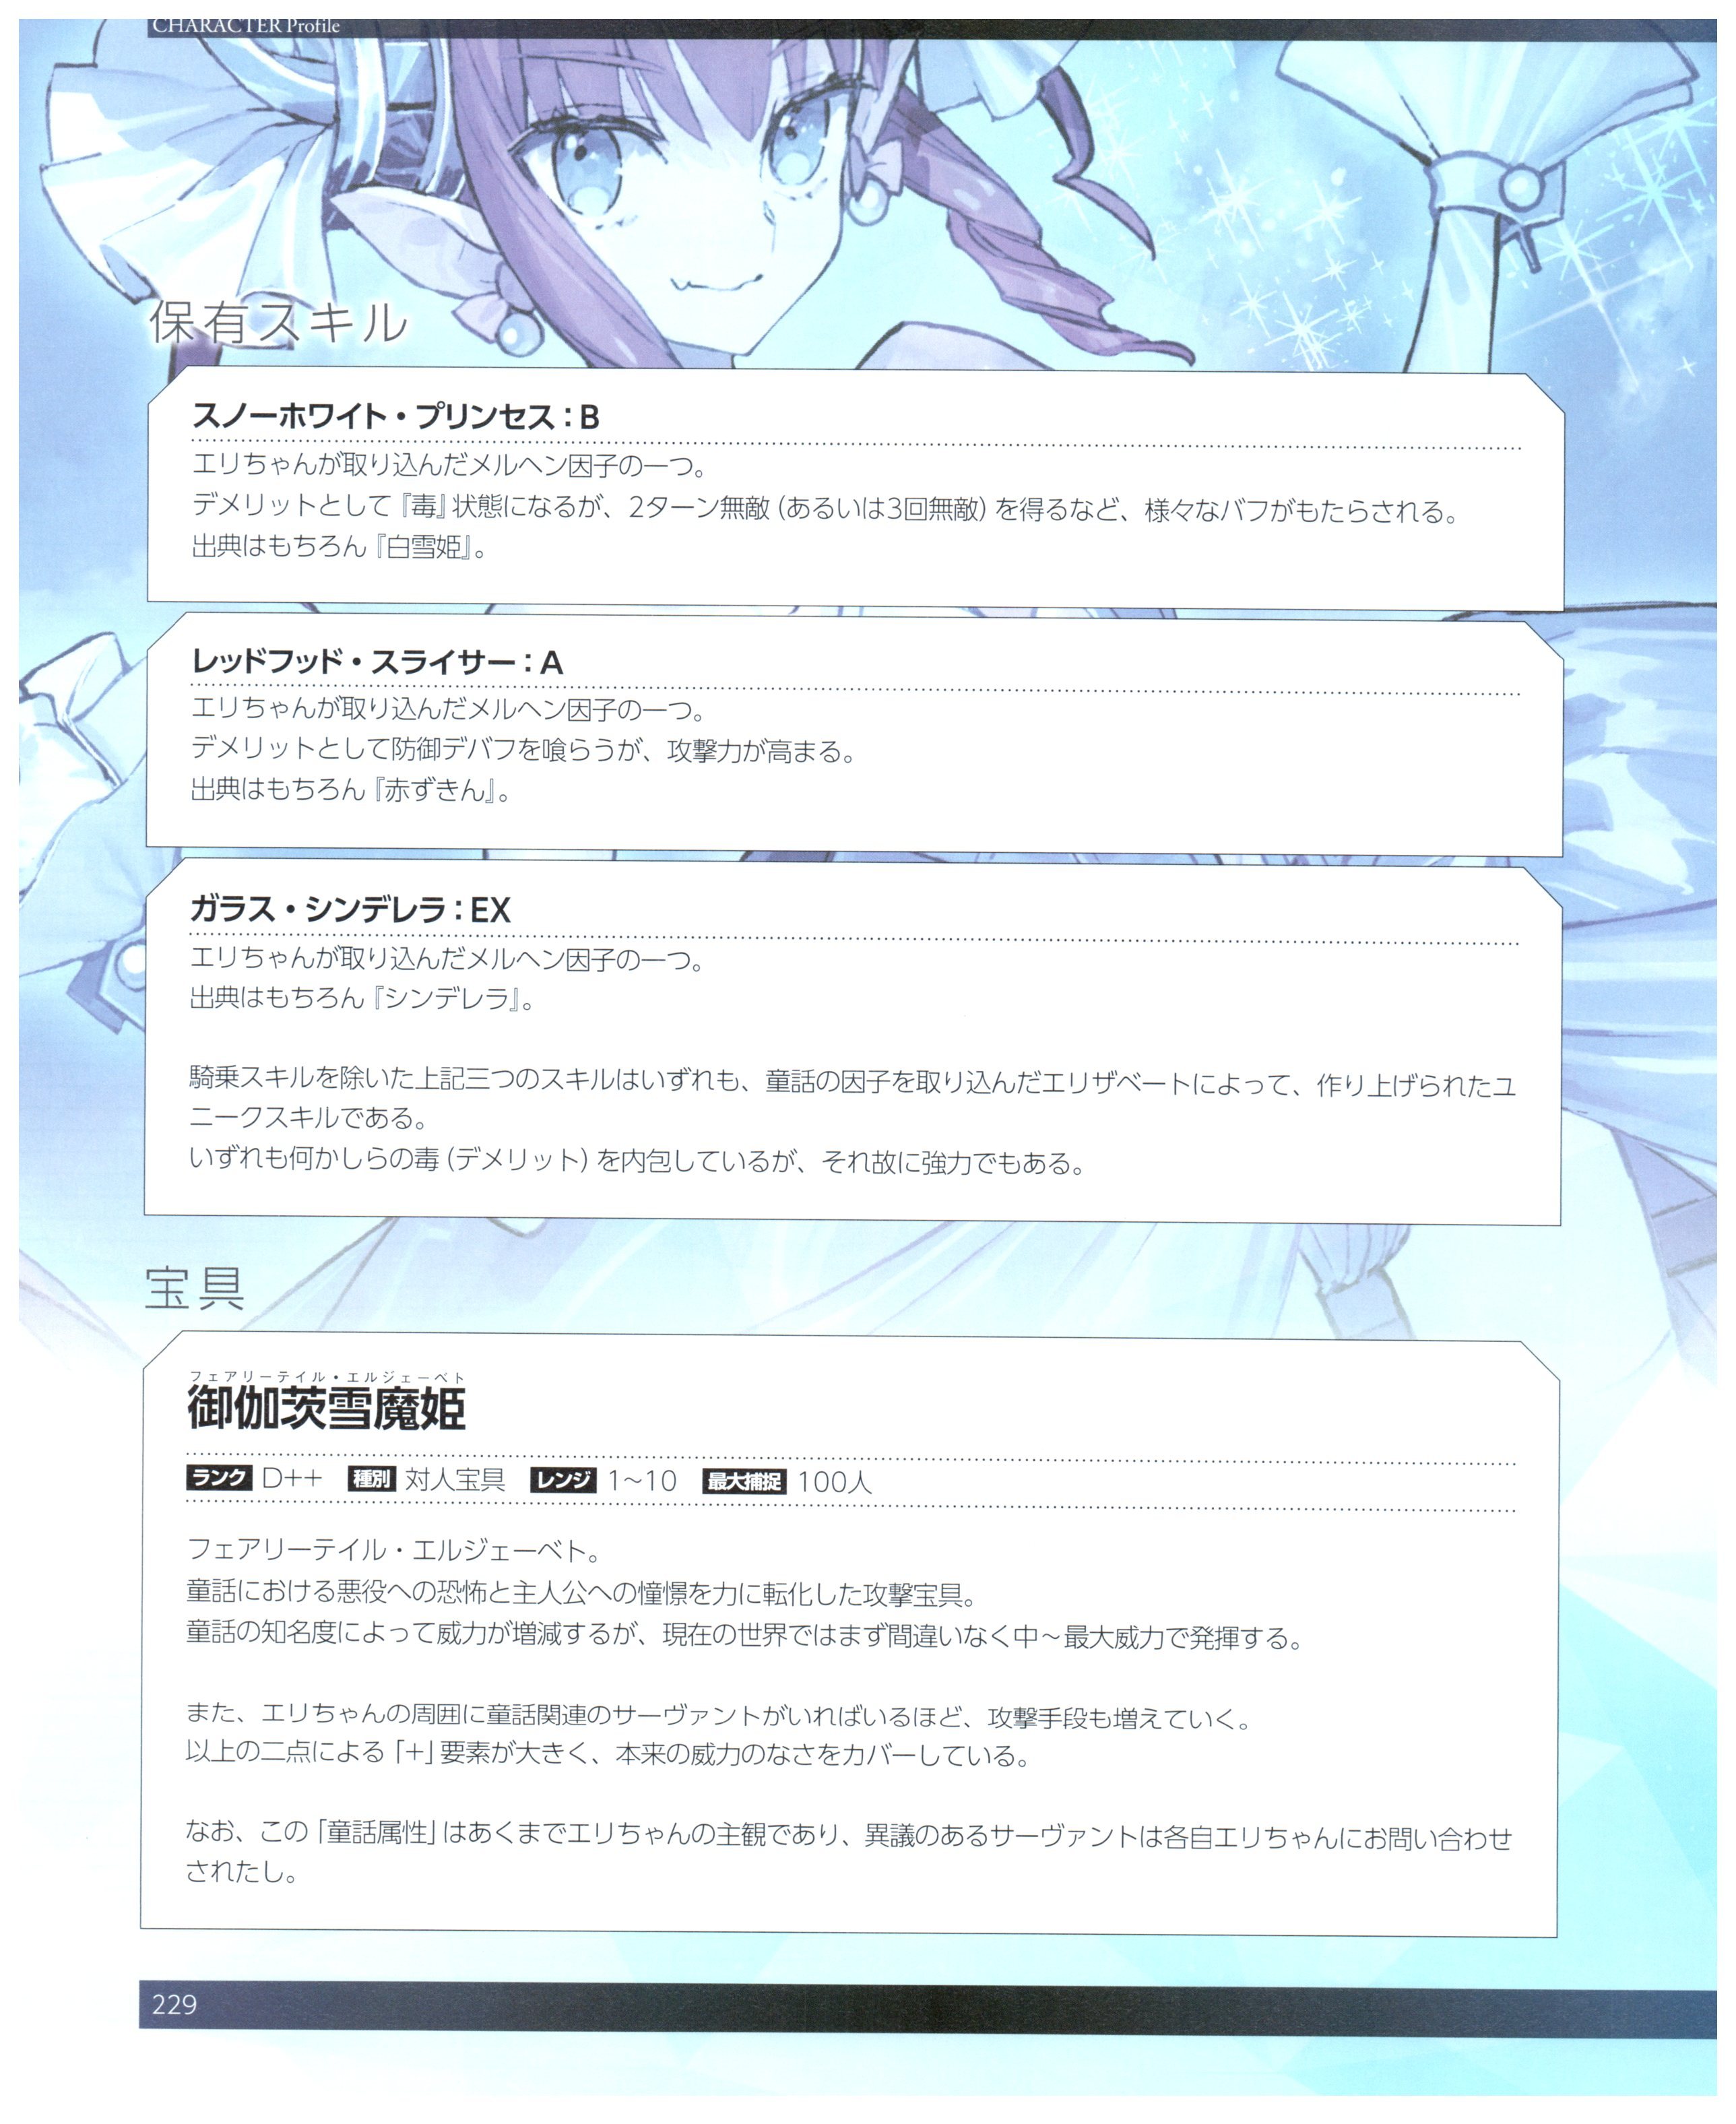 CHARACTER Profile
保有スキル
スノーホワイト・プリンセス：B
エリちゃんが取り込んだメルヘン因子の一つ。
デメリットとして『毒』状態になるが、2ターン無敵（あるいは3回無敵）を得るなど、様々なバフがもたらされる。
出典はもちろん『白雪姫』。
レッドフッド・スライサー：A
エリちゃんが取り込んだメルヘン因子の一つ。
デメリットとして防御デバフを喰らうが、攻撃力が高まる。
出典はもちろん『赤ずきん』。
ガラス・シンデレラ：EX
エリちゃんが取り込んだメルヘン因子の一つ。
出典はもちろん『シンデレラ』。
騎乗スキルを除いた上記三つのスキルはいずれも、童話の因子を取り込んだエリザベートによって、作り上げられたユ
ニークスキルである。
いずれも何かしらの毒（デメリット）を内包しているが、それ故に強力でもある。
宝具
フェアリーテイル・エルジェーベト
御伽茨雪魔姫
ランク D++ 種別 対人宝具 レンジ 1～10 最大捕捉 100人
フェアリーテイル・エルジェーベト。
童話における悪役への恐怖と主人公への憧憬を力に転化した攻撃宝具。
童話の知名度によって威力が増減するが、現在の世界ではまず間違いなく中～最大威力で発揮する。
また、エリちゃんの周囲に童話関連のサーヴァントがいればいるほど、攻撃手段も増えていく。
以上の二点による「＋」要素が大きく、本来の威力のなさをカバーしている。
なお、この「童話属性」はあくまでエリちゃんの主観であり、異議のあるサーヴァントは各自エリちゃんにお問い合わせ
されたし。
229